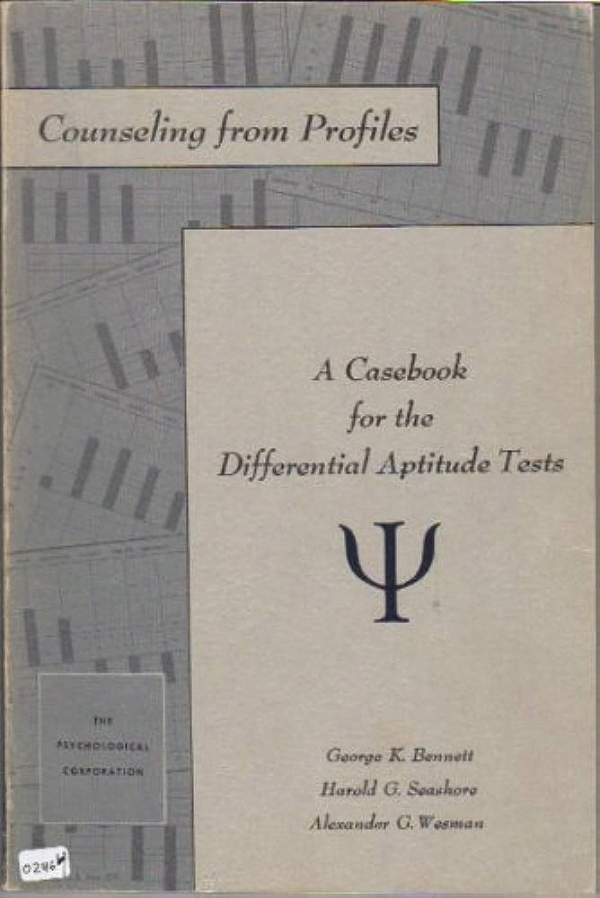 Counseling from Profiles
A Casebook
for the
Differential Aptitude Tests
Ψ
George K. Bennett
Harold G. Seashore
Alexander G. Wesman
THE
PSYCHOLOGICAL
CORPORATION